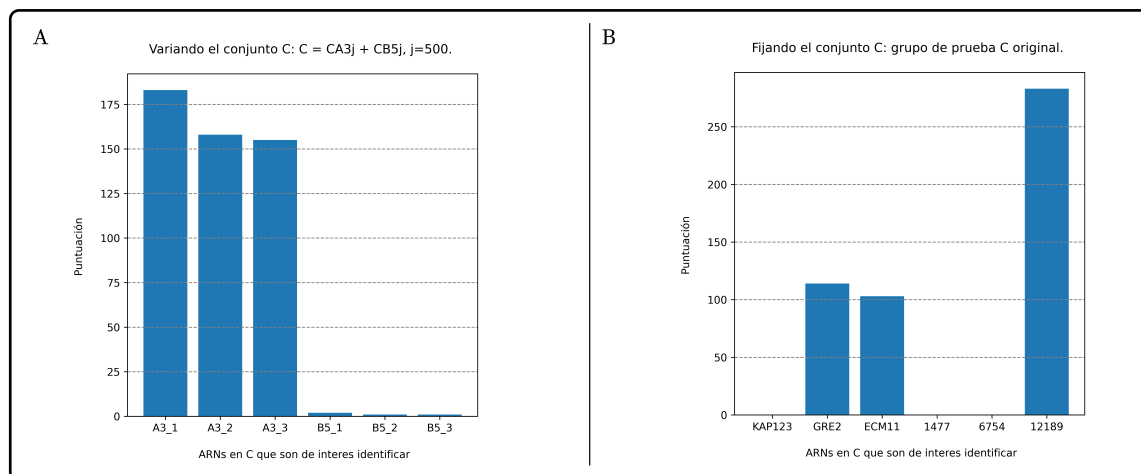 A
Variando el conjunto C: C = CA3j + CB5j, j=500.
175
150
125
100
75
50
25
0
Puntuación
A3_1 A3_2 A3_3 B5_1 B5_2 B5_3
ARNs en C que son de interes identificar
B
Fijando el conjunto C: grupo de prueba C original.
250
200
150
100
50
0
Puntuación
KAP123 GRE2 ECM11 1477 6754 12189
ARNs en C que son de interes identificar